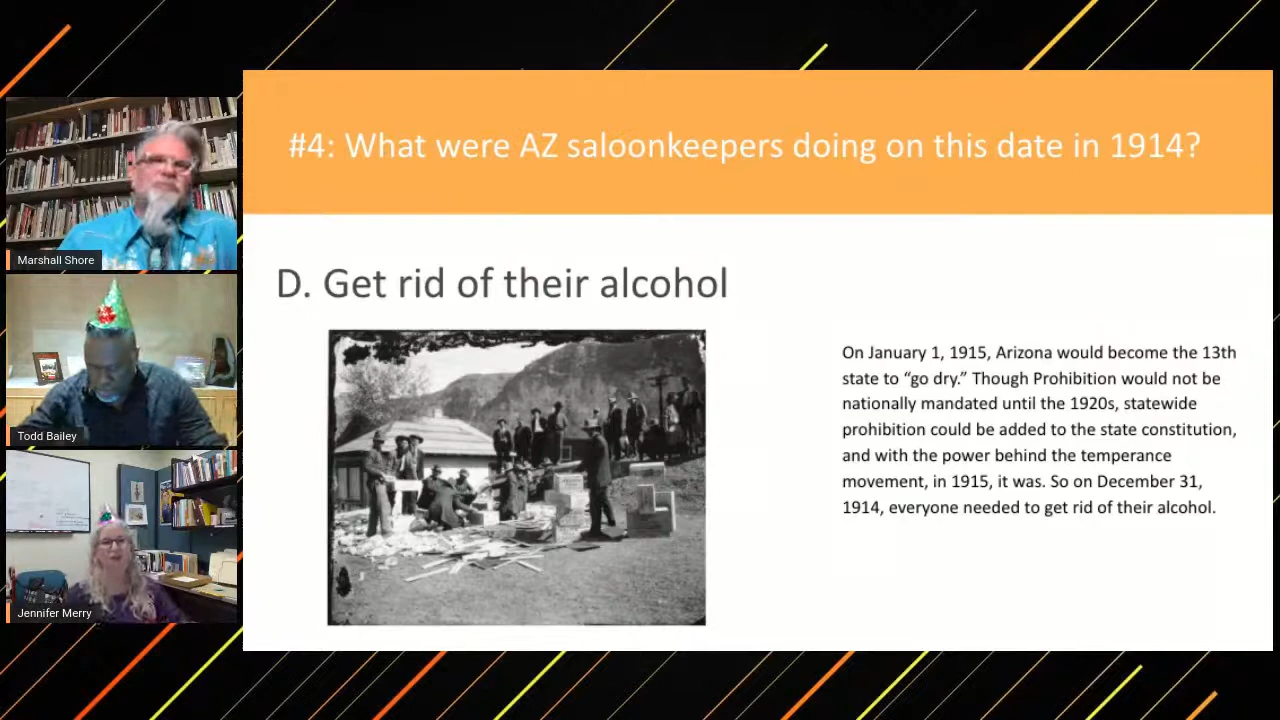 #4: What were AZ saloonkeepers doing on this date in 1914?
D. Get rid of their alcohol
On January 1, 1915, Arizona would become the 13th
state to “go dry.” Though Prohibition would not be
nationally mandated until the 1920s, statewide
prohibition could be added to the state constitution,
and with the power behind the temperance
movement, in 1915, it was. So on December 31,
1914, everyone needed to get rid of their alcohol.
Marshall Shore
Todd Bailey
Jennifer Merry